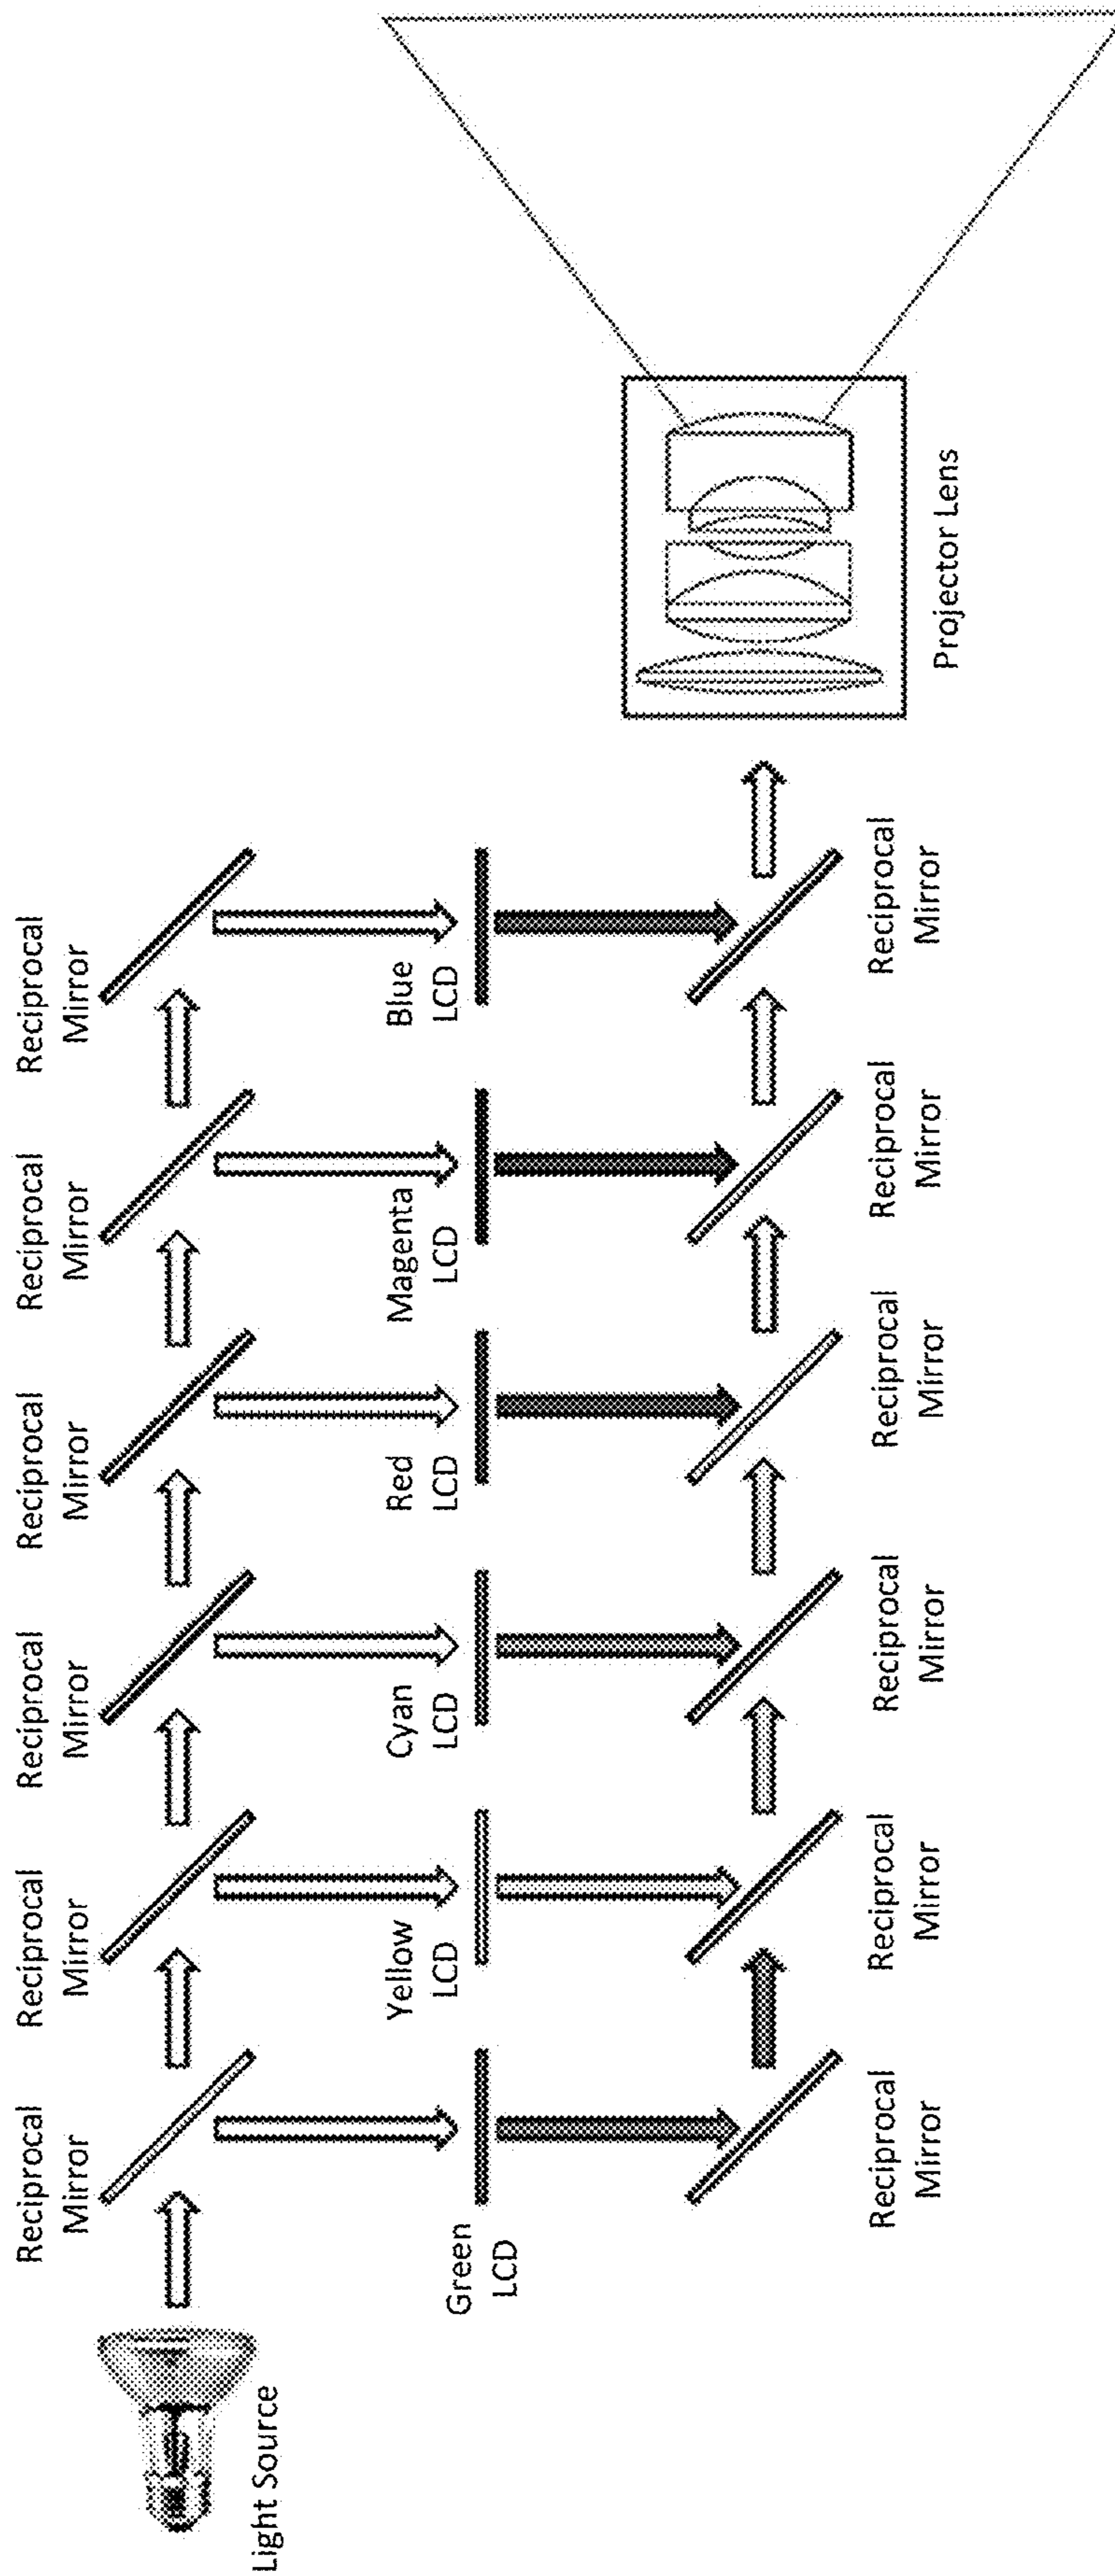 Reciprocal
Mirror
Reciprocal
Mirror
Reciprocal
Mirror
Reciprocal
Mirror
Reciprocal
Mirror
Reciprocal
Mirror
Light Source
Green
LCD
Yellow
LCD
Cyan
LCD
Red
LCD
Magenta
LCD
Blue
LCD
Reciprocal
Mirror
Reciprocal
Mirror
Reciprocal
Mirror
Reciprocal
Mirror
Reciprocal
Mirror
Reciprocal
Mirror
Projector Lens